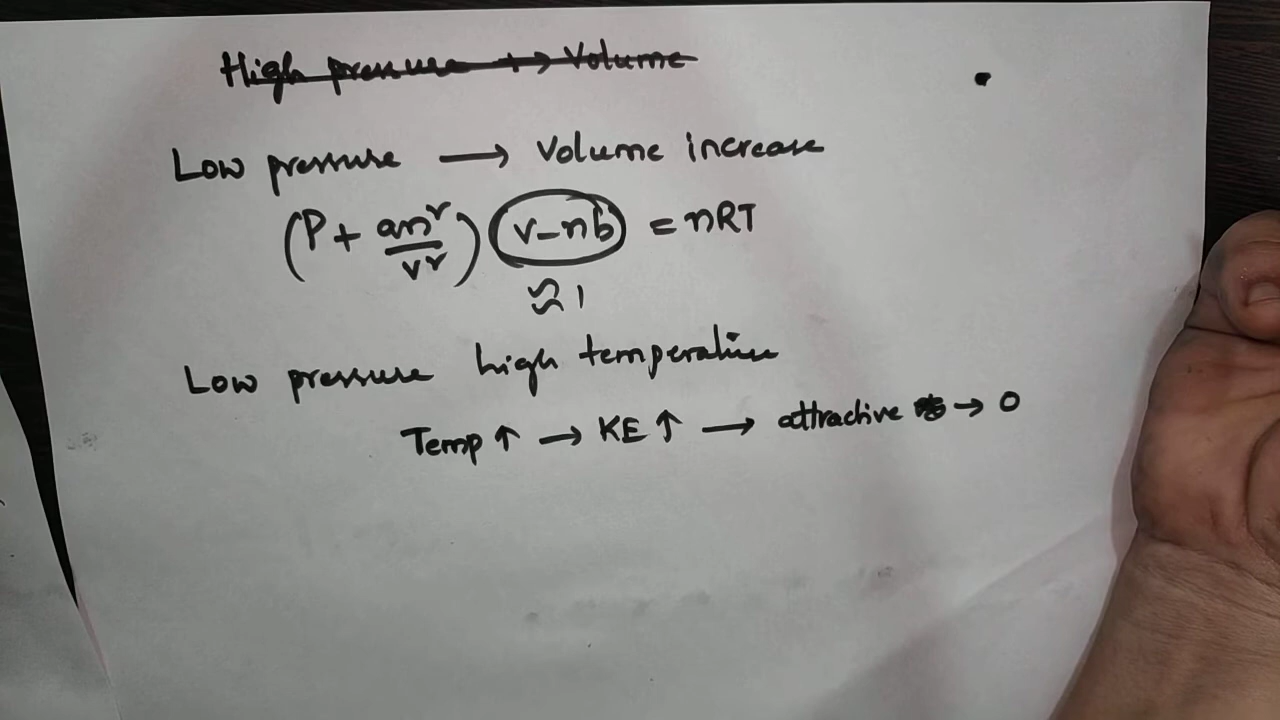 High pressure → Volume
Low pressure → Volume increase
(P + an²/v²) (v-nb) = nRT
≈ 1
Low pressure high temperature
Temp ↑ → KE ↑ → attractive → 0